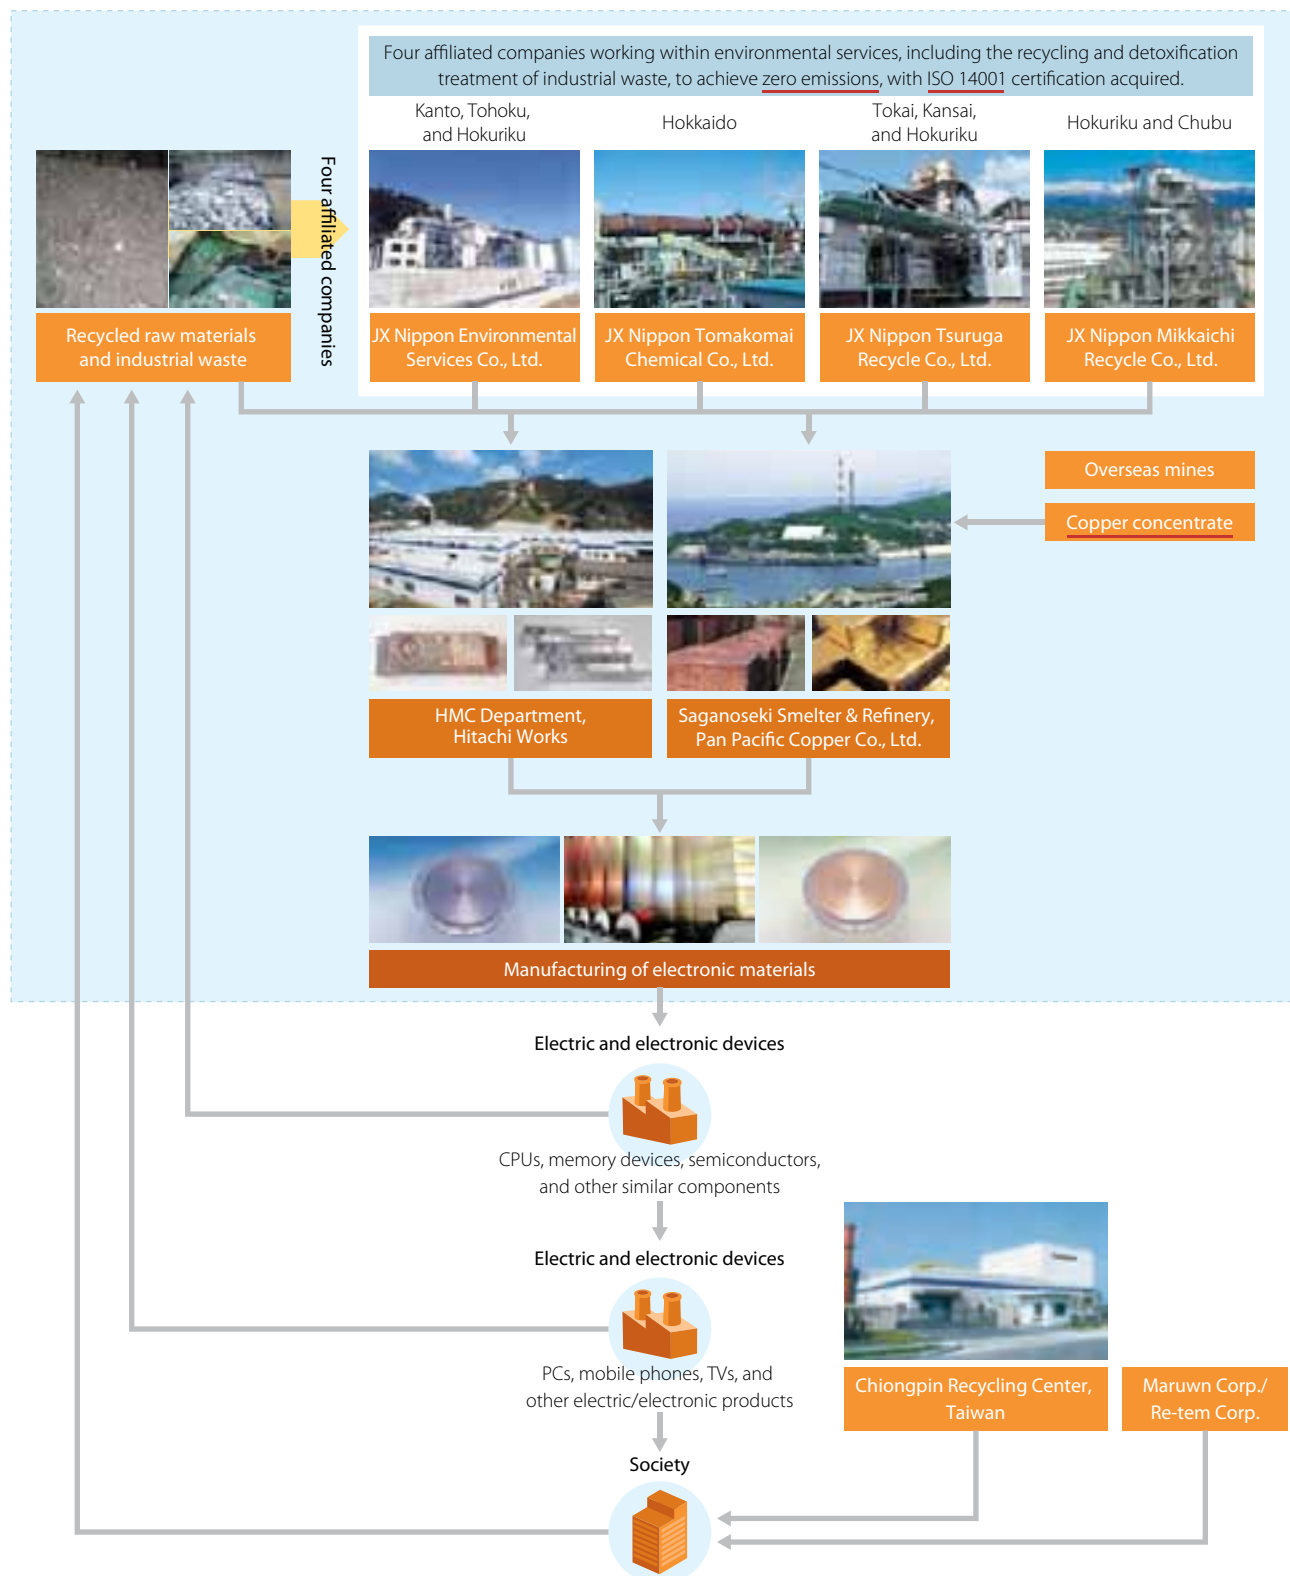 Four affiliated companies working within environmental services, including the recycling and detoxification
treatment of industrial waste, to achieve zero emissions, with ISO 14001 certification acquired.
Kanto, Tohoku,
and Hokuriku
Hokkaido
Tokai, Kansai,
and Hokuriku
Hokuriku and Chubu
Four affiliated companies
Recycled raw materials
and industrial waste
JX Nippon Environmental
Services Co., Ltd.
JX Nippon Tomakomai
Chemical Co., Ltd.
JX Nippon Tsuruga
Recycle Co., Ltd.
JX Nippon Mikkaichi
Recycle Co., Ltd.
Overseas mines
Copper concentrate
HMC Department,
Hitachi Works
Saganoseki Smelter & Refinery,
Pan Pacific Copper Co., Ltd.
Manufacturing of electronic materials
Electric and electronic devices
CPUs, memory devices, semiconductors,
and other similar components
Electric and electronic devices
PCs, mobile phones, TVs, and
other electric/electronic products
Chiongpin Recycling Center,
Taiwan
Maruwn Corp./
Re-tem Corp.
Society